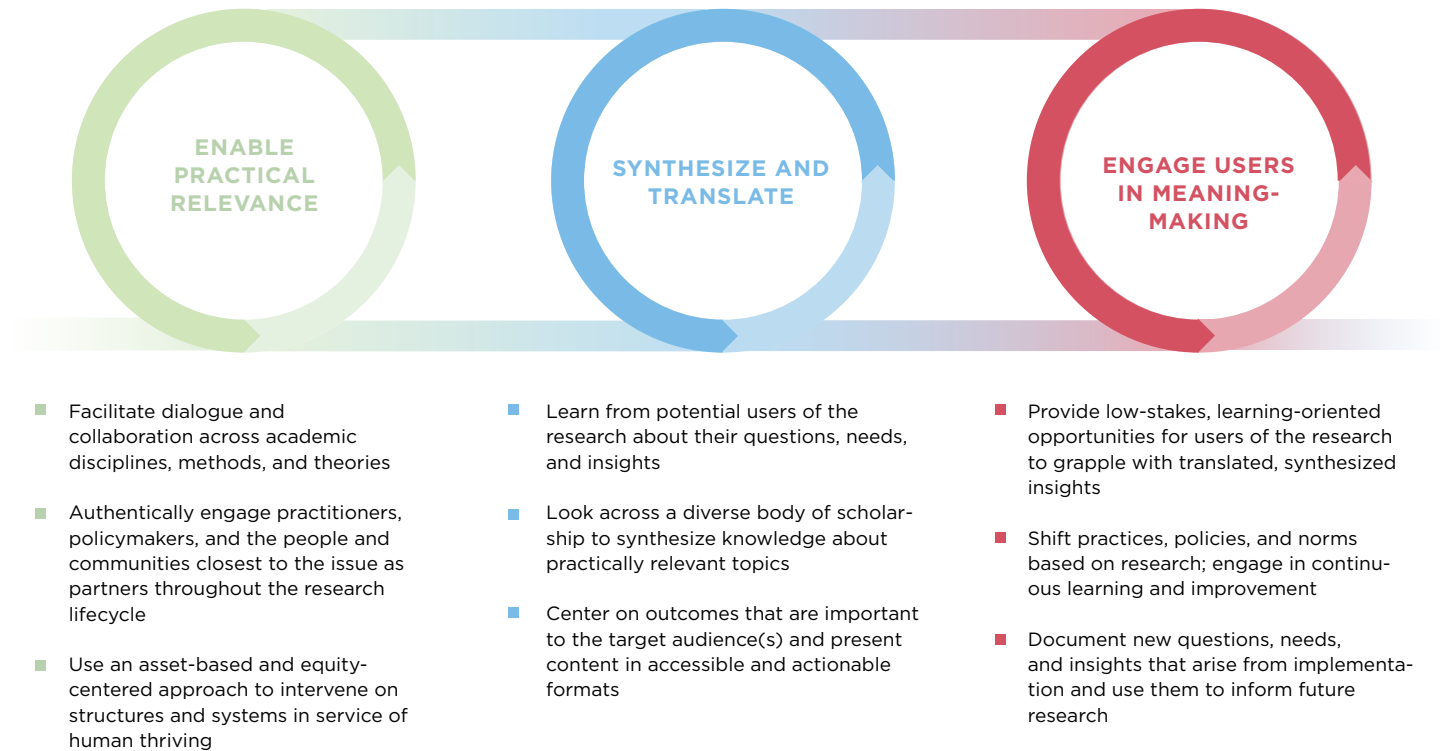 ENABLE
PRACTICAL
RELEVANCE
SYNTHESIZE AND
TRANSLATE
ENGAGE USERS
IN MEANING-
MAKING
Facilitate dialogue and
collaboration across academic
disciplines, methods, and theories
Authentically engage practitioners,
policymakers, and the people and
communities closest to the issue as
partners throughout the research
lifecycle
Use an asset-based and equity-
centered approach to intervene on
structures and systems in service of
human thriving
Learn from potential users of the
research about their questions, needs,
and insights
Look across a diverse body of scholar-
ship to synthesize knowledge about
practically relevant topics
Center on outcomes that are important
to the target audience(s) and present
content in accessible and actionable
formats
Provide low-stakes, learning-oriented
opportunities for users of the research
to grapple with translated, synthesized
insights
Shift practices, policies, and norms
based on research; engage in continu-
ous learning and improvement
Document new questions, needs,
and insights that arise from implementa-
tion and use them to inform future
research